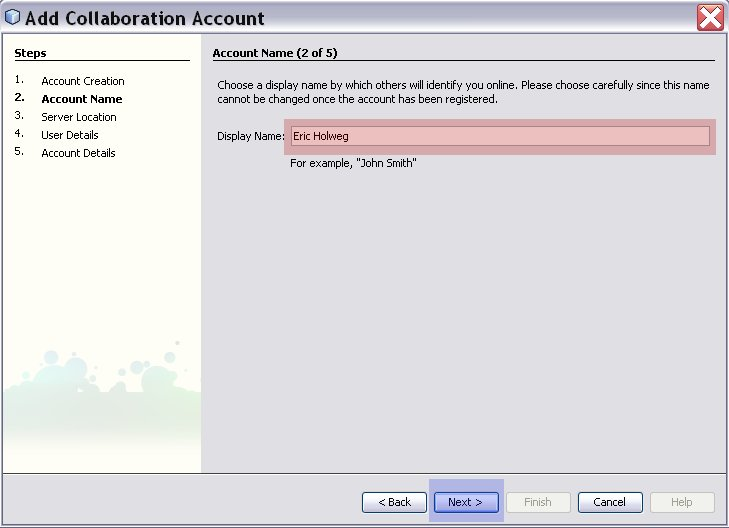 Add Collaboration Account
Steps
1. Account Creation
2. Account Name
3. Server Location
4. User Details
5. Account Details
Account Name (2 of 5)
Choose a display name by which others will identify you online. Please choose carefully since this name
cannot be changed once the account has been registered.
Display Name: Eric Holweg
For example, "John Smith"
< Back Next > Finish Cancel Help